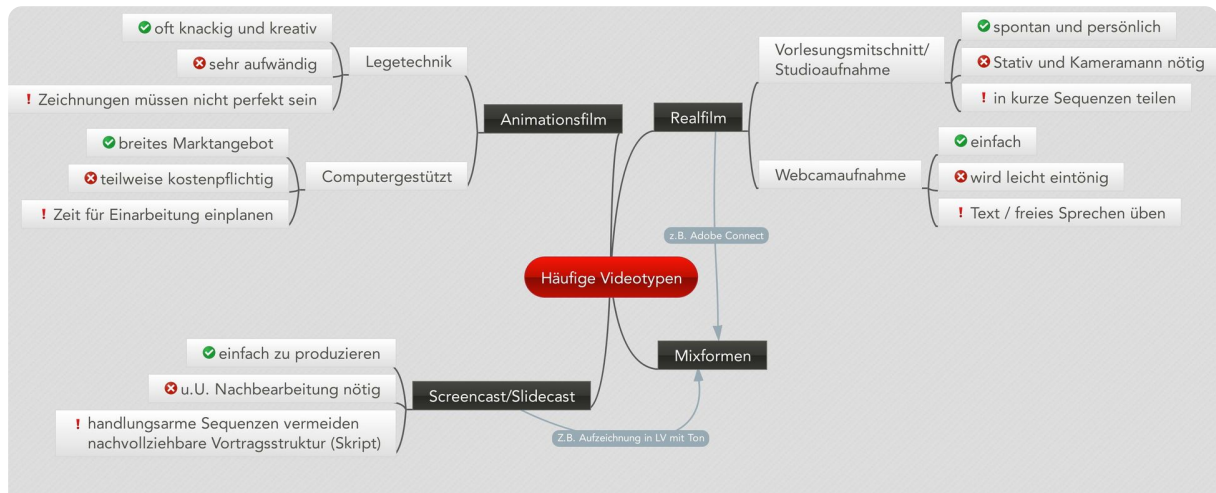 oft knackig und kreativ
sehr aufwändig
! Zeichnungen müssen nicht perfekt sein
Legetechnik
breites Marktangebot
teilweise kostenpflichtig
! Zeit für Einarbeitung einplanen
Computergestützt
Animationsfilm
Realfilm
Vorlesungsmitschnitt/
Studioaufnahme
spontan und persönlich
Stativ und Kameramann nötig
! in kurze Sequenzen teilen
Webcamaufnahme
einfach
wird leicht eintönig
! Text / freies Sprechen üben
z.B. Adobe Connect
Häufige Videotypen
Mixformen
einfach zu produzieren
u.U. Nachbearbeitung nötig
! handlungsarme Sequenzen vermeiden
nachvollziehbare Vortragsstruktur (Skript)
Screencast/Slidecast
Z.B. Aufzeichnung in LV mit Ton